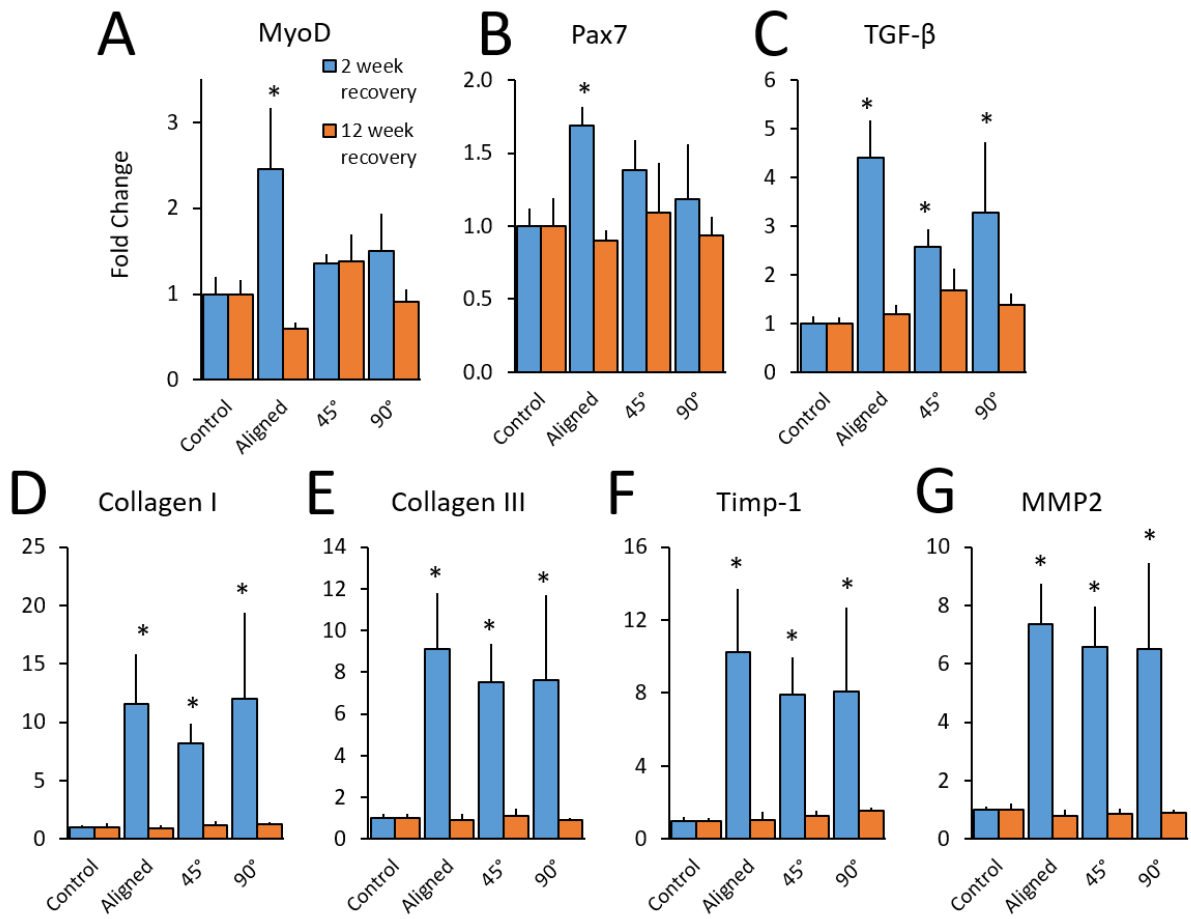 A
MyoD
2 week
recovery
12 week
recovery
*
Fold Change
3
2
1
0
Control
Aligned
45°
90°
B
Pax7
*
2.0
1.5
1.0
0.5
0.0
Control
Aligned
45°
90°
C
TGF-β
*
*
*
6
5
4
3
2
1
0
Control
Aligned
45°
90°
D
Collagen I
*
*
*
25
20
15
10
5
0
Control
Aligned
45°
90°
E
Collagen III
*
*
*
14
12
10
8
6
4
2
0
Control
Aligned
45°
90°
F
Timp-1
*
*
*
16
12
8
4
0
Control
Aligned
45°
90°
G
MMP2
*
*
*
10
8
6
4
2
0
Control
Aligned
45°
90°